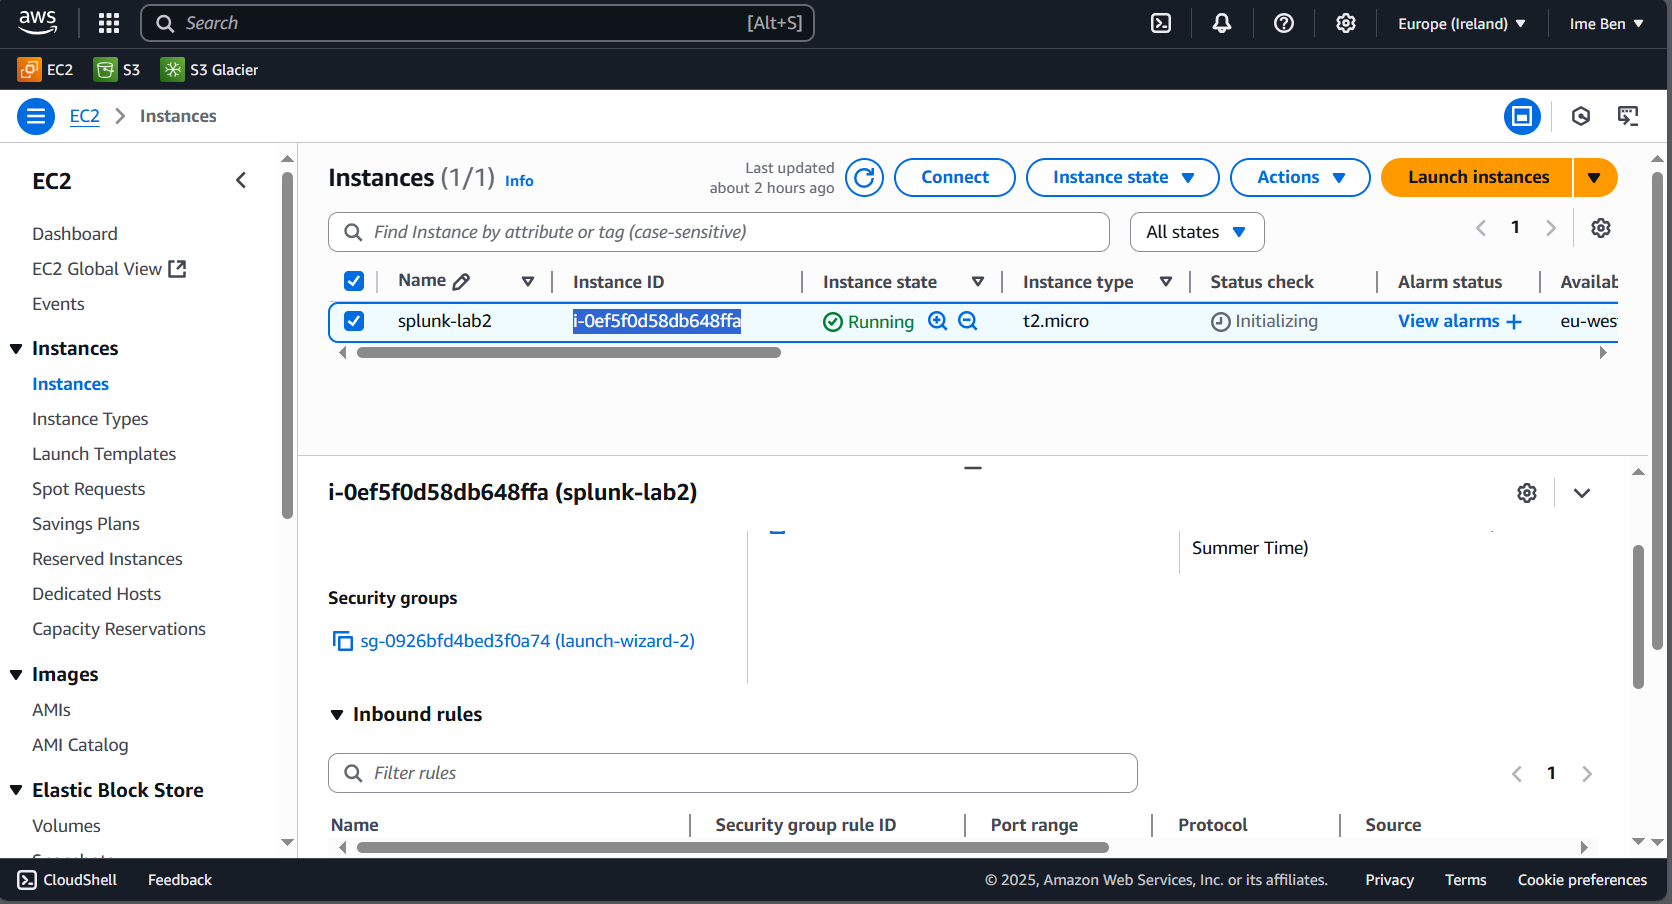 aws
Search [Alt+S]
Europe (Ireland)
Ime Ben
EC2 S3 S3 Glacier
EC2 Instances
EC2
Dashboard
EC2 Global View
Events
Instances
Instances
Instance Types
Launch Templates
Spot Requests
Savings Plans
Reserved Instances
Dedicated Hosts
Capacity Reservations
Images
AMIs
AMI Catalog
Elastic Block Store
Volumes
Instances (1/1) Info
Last updated
about 2 hours ago
Connect
Instance state
Actions
Launch instances
Find Instance by attribute or tag (case-sensitive)
All states
1
Name Instance ID Instance state Instance type Status check Alarm status Availab
splunk-lab2 i-0ef5f0d58db648ffa Running t2.micro Initializing View alarms + eu-wes
i-0ef5f0d58db648ffa (splunk-lab2)
Summer Time)
Security groups
sg-0926bfd4bed3f0a74 (launch-wizard-2)
Inbound rules
Filter rules
1
Name Security group rule ID Port range Protocol Source
CloudShell Feedback
© 2025, Amazon Web Services, Inc. or its affiliates. Privacy Terms Cookie preferences